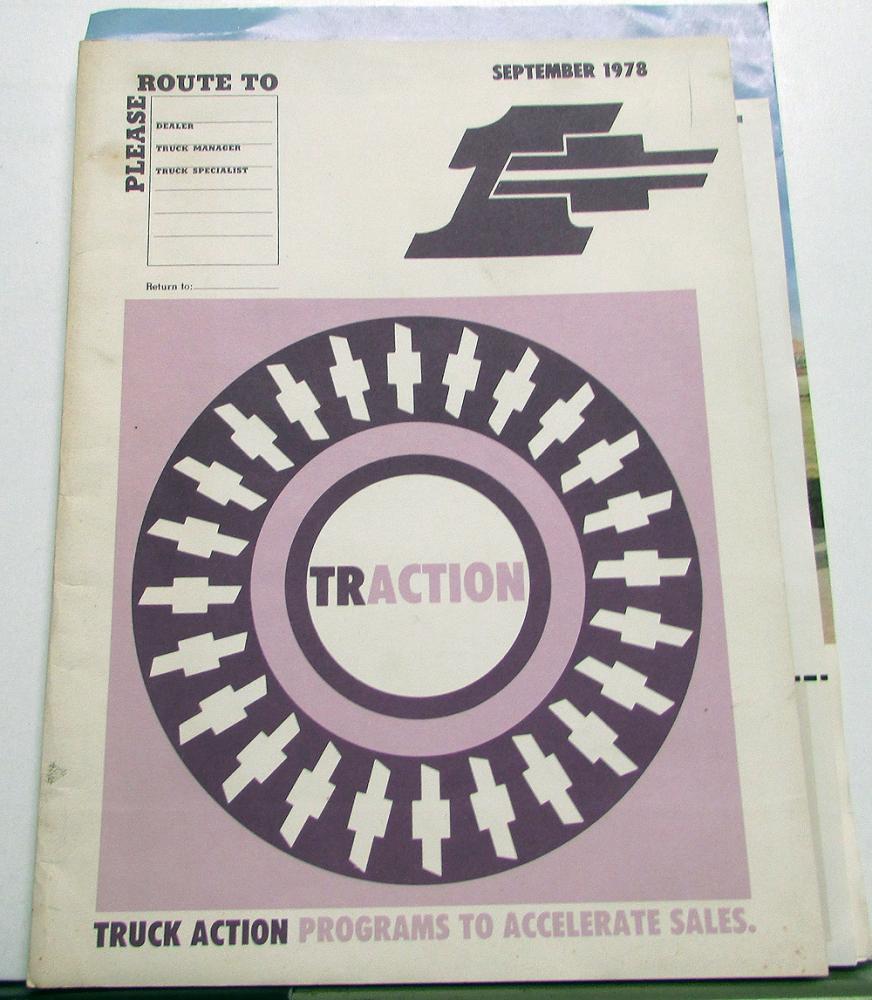 SEPTEMBER 1978
PLEASE
ROUTE TO
DEALER
TRUCK MANAGER
TRUCK SPECIALIST
Return to:
1
TRACTION
TRUCK ACTION PROGRAMS TO ACCELERATE SALES.